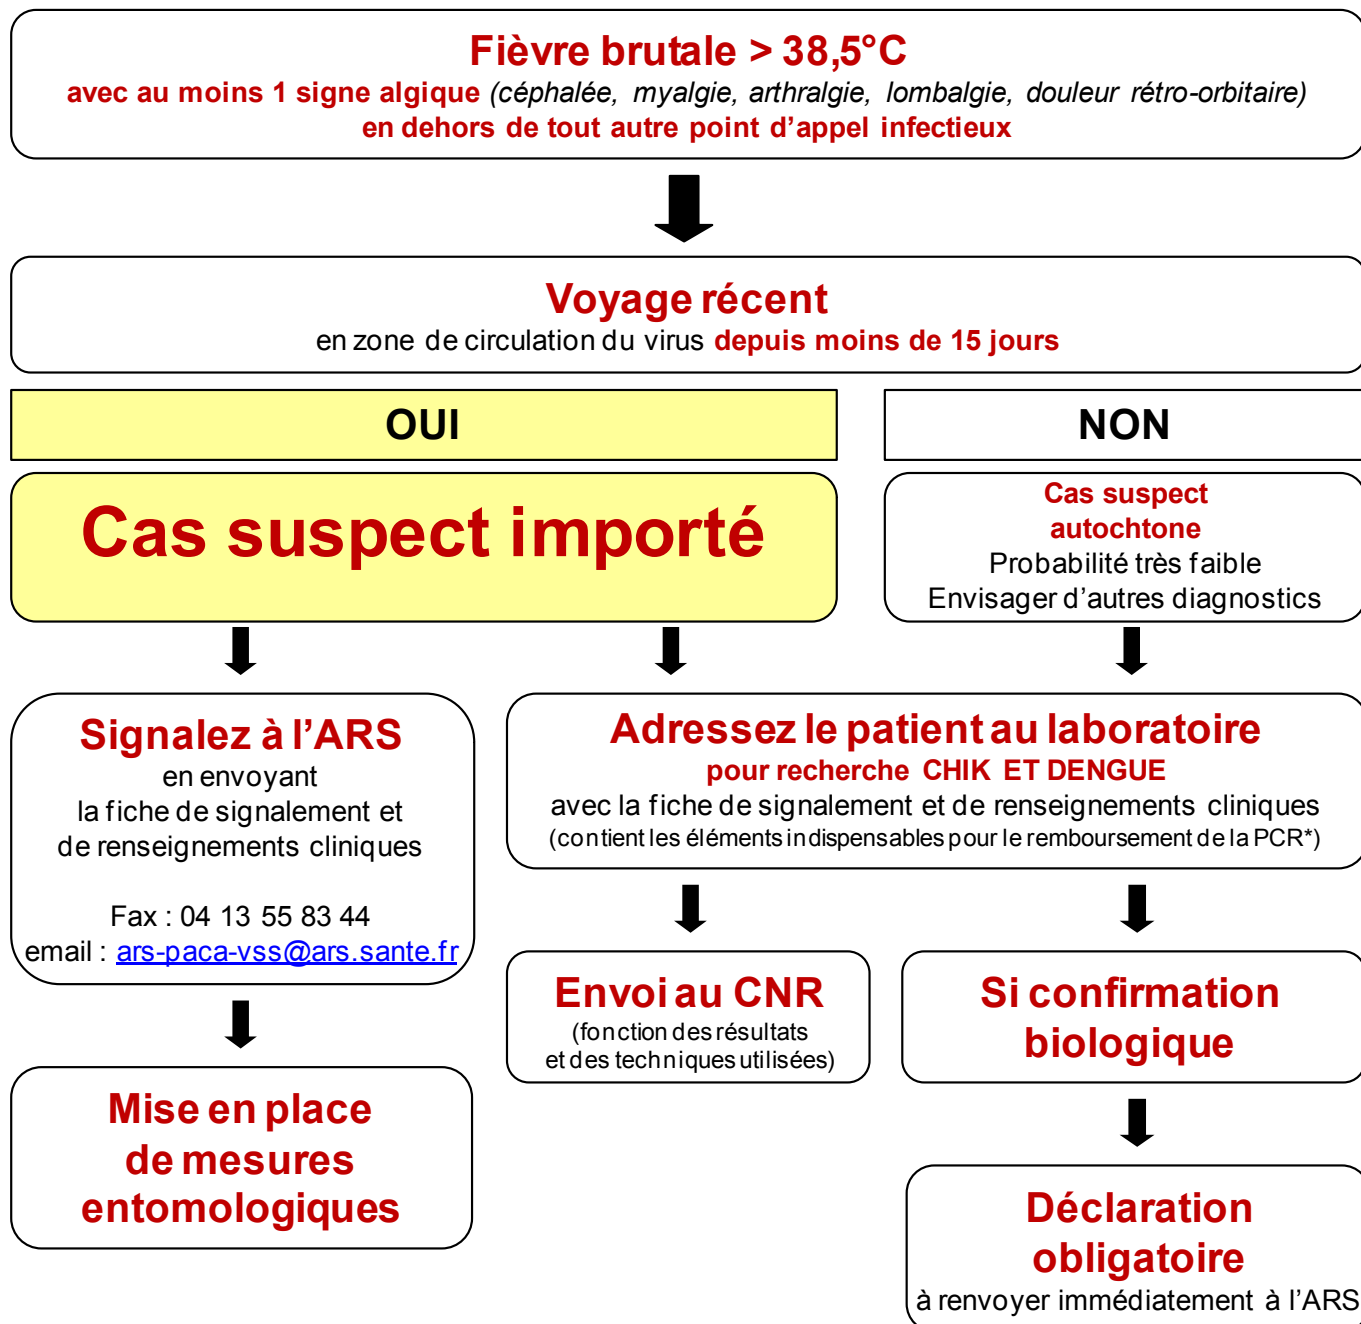 Fièvre brutale > 38,5°C
avec au moins 1 signe algique (céphalée, myalgie, arthralgie, lombalgie, douleur rétro-orbitaire)
en dehors de tout autre point d'appel infectieux
Voyage récent
en zone de circulation du virus depuis moins de 15 jours
OUI
NON
Cas suspect importé
Cas suspect
autochtone
Probabilité très faible
Envisager d'autres diagnostics
Signalez à l'ARS
en envoyant
la fiche de signalement et
de renseignements cliniques
Fax : 04 13 55 83 44
email : ars-paca-vss@ars.sante.fr
Adressez le patient au laboratoire
pour recherche CHIK ET DENGUE
avec la fiche de signalement et de renseignements cliniques
(contient les éléments indispensables pour le remboursement de la PCR*)
Envoi au CNR
(fonction des résultats
et des techniques utilisées)
Si confirmation
biologique
Mise en place
de mesures
entomologiques
Déclaration
obligatoire
à renvoyer immédiatement à l'ARS